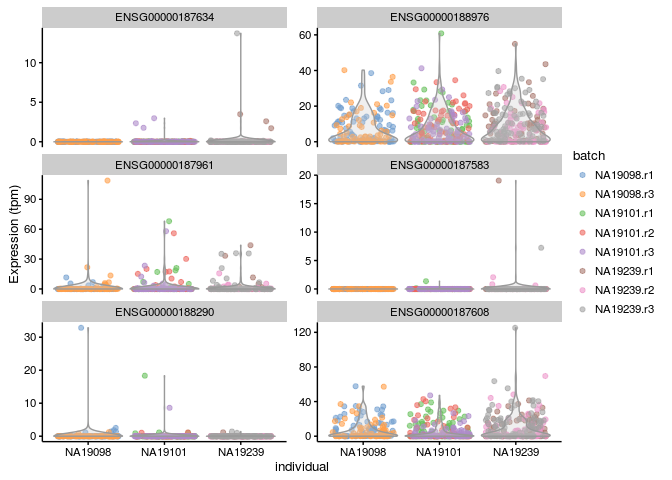 ENSG00000187634
ENSG00000188976
10
5
0
60
40
20
0
ENSG00000187961
ENSG00000187583
90
60
30
0
20
15
10
5
0
ENSG00000188290
ENSG00000187608
30
20
10
0
120
80
40
0
NA19098
NA19101
NA19239
NA19098
NA19101
NA19239
individual
Expression (tpm)
batch
NA19098.r1
NA19098.r3
NA19101.r1
NA19101.r2
NA19101.r3
NA19239.r1
NA19239.r2
NA19239.r3